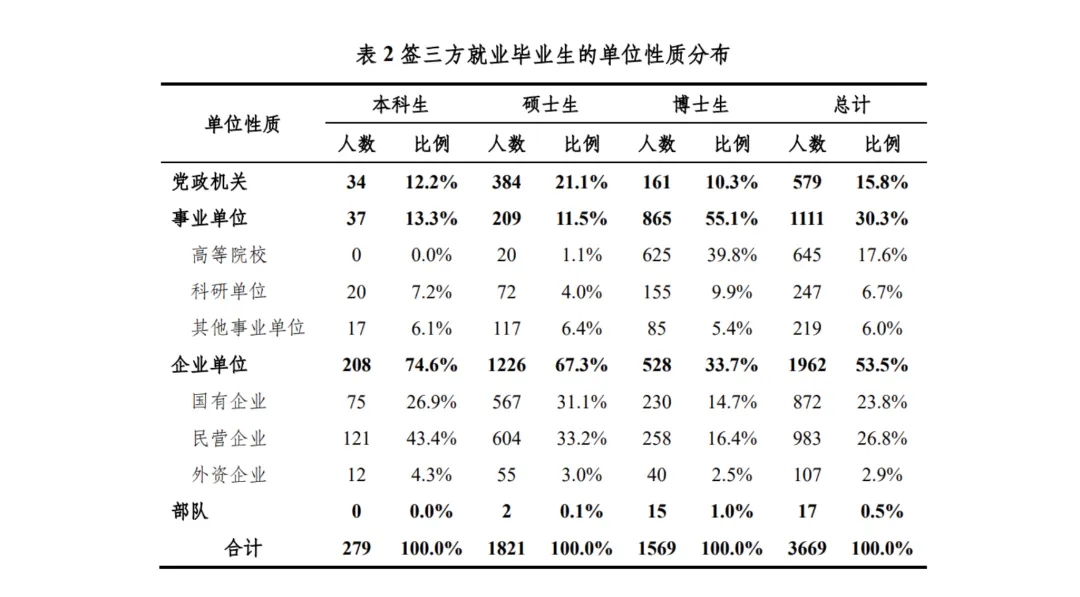 表 2 签三方就业毕业生的单位性质分布
单位性质 本科生 硕士生 博士生 总计
人数 比例 人数 比例 人数 比例 人数 比例
党政机关 34 12.2% 384 21.1% 161 10.3% 579 15.8%
事业单位 37 13.3% 209 11.5% 865 55.1% 1111 30.3%
高等院校 0 0.0% 20 1.1% 625 39.8% 645 17.6%
科研单位 20 7.2% 72 4.0% 155 9.9% 247 6.7%
其他事业单位 17 6.1% 117 6.4% 85 5.4% 219 6.0%
企业单位 208 74.6% 1226 67.3% 528 33.7% 1962 53.5%
国有企业 75 26.9% 567 31.1% 230 14.7% 872 23.8%
民营企业 121 43.4% 604 33.2% 258 16.4% 983 26.8%
外资企业 12 4.3% 55 3.0% 40 2.5% 107 2.9%
部队 0 0.0% 2 0.1% 15 1.0% 17 0.5%
合计 279 100.0% 1821 100.0% 1569 100.0% 3669 100.0%